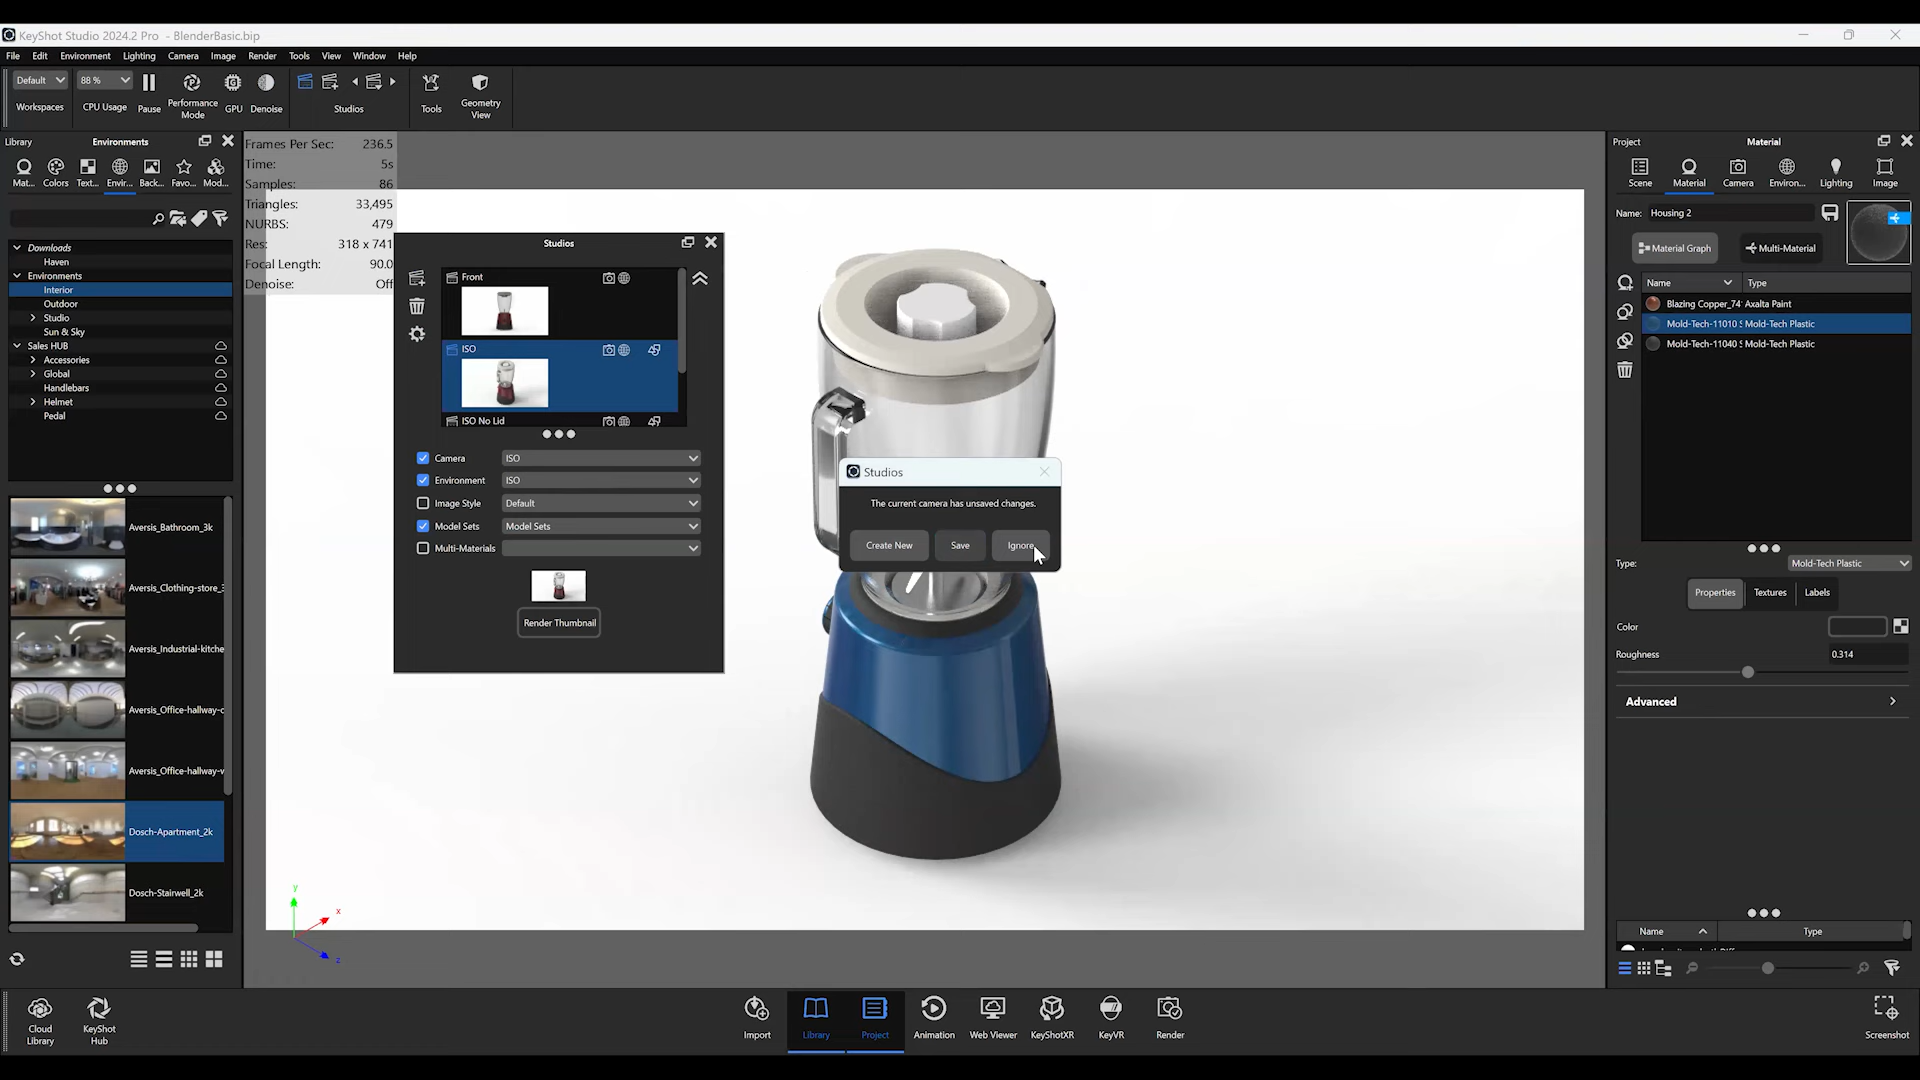 KeyShot Studio 2024.2 Pro - BlenderBasic.bip
File Edit Environment Lighting Camera Image Render Tools View Window Help
Default 88 %
Workspaces CPU Usage Pause Performance Mode GPU Denoise Studios Tools Geometry View
Library Environments
Mat... Colors Text... Envir... Back... Favo... Mod...
Downloads
Haven
Environments
Interior
Outdoor
Studio
Sun & Sky
Sales HUB
Accessories
Global
Handlebars
Helmet
Pedal
Aversis_Bathroom_3k
Aversis_Clothing-store_3
Aversis_Industrial-kitche
Aversis_Office-hallway-c
Aversis_Office-hallway-v
Dosch-Apartment_2k
Dosch-Stairwell_2k
Frames Per Sec: 236.5
Time: 5s
Samples: 86
Triangles: 33,495
NURBS: 479
Res: 318 x 741
Focal Length: 90.0
Denoise: Off
Studios
Front
ISO
ISO No Lid
Camera ISO
Environment ISO
Image Style Default
Model Sets Model Sets
Multi-Materials
Render Thumbnail
Studios
The current camera has unsaved changes.
Create New Save Ignore
y
x
z
Project Material
Scene Material Camera Environ... Lighting Image
Name: Housing 2
Material Graph Multi-Material
Name Type
Blazing Copper_74 Axalta Paint
Mold-Tech-11010 S Mold-Tech Plastic
Mold-Tech-11040 S Mold-Tech Plastic
Type: Mold-Tech Plastic
Properties Textures Labels
Color
Roughness 0.314
Advanced
Name Type
Cloud Library
KeyShot Hub
Import Library Project Animation Web Viewer KeyShotXR KeyVR Render
Screenshot